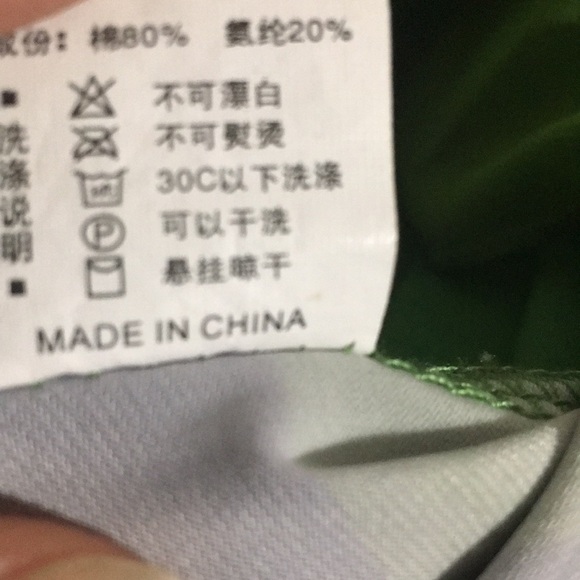 成份：棉80% 氨纶20%
■ 不可漂白
洗 不可熨烫
涤 30C以下洗涤
说 可以干洗
明 悬挂晾干
■
MADE IN CHINA